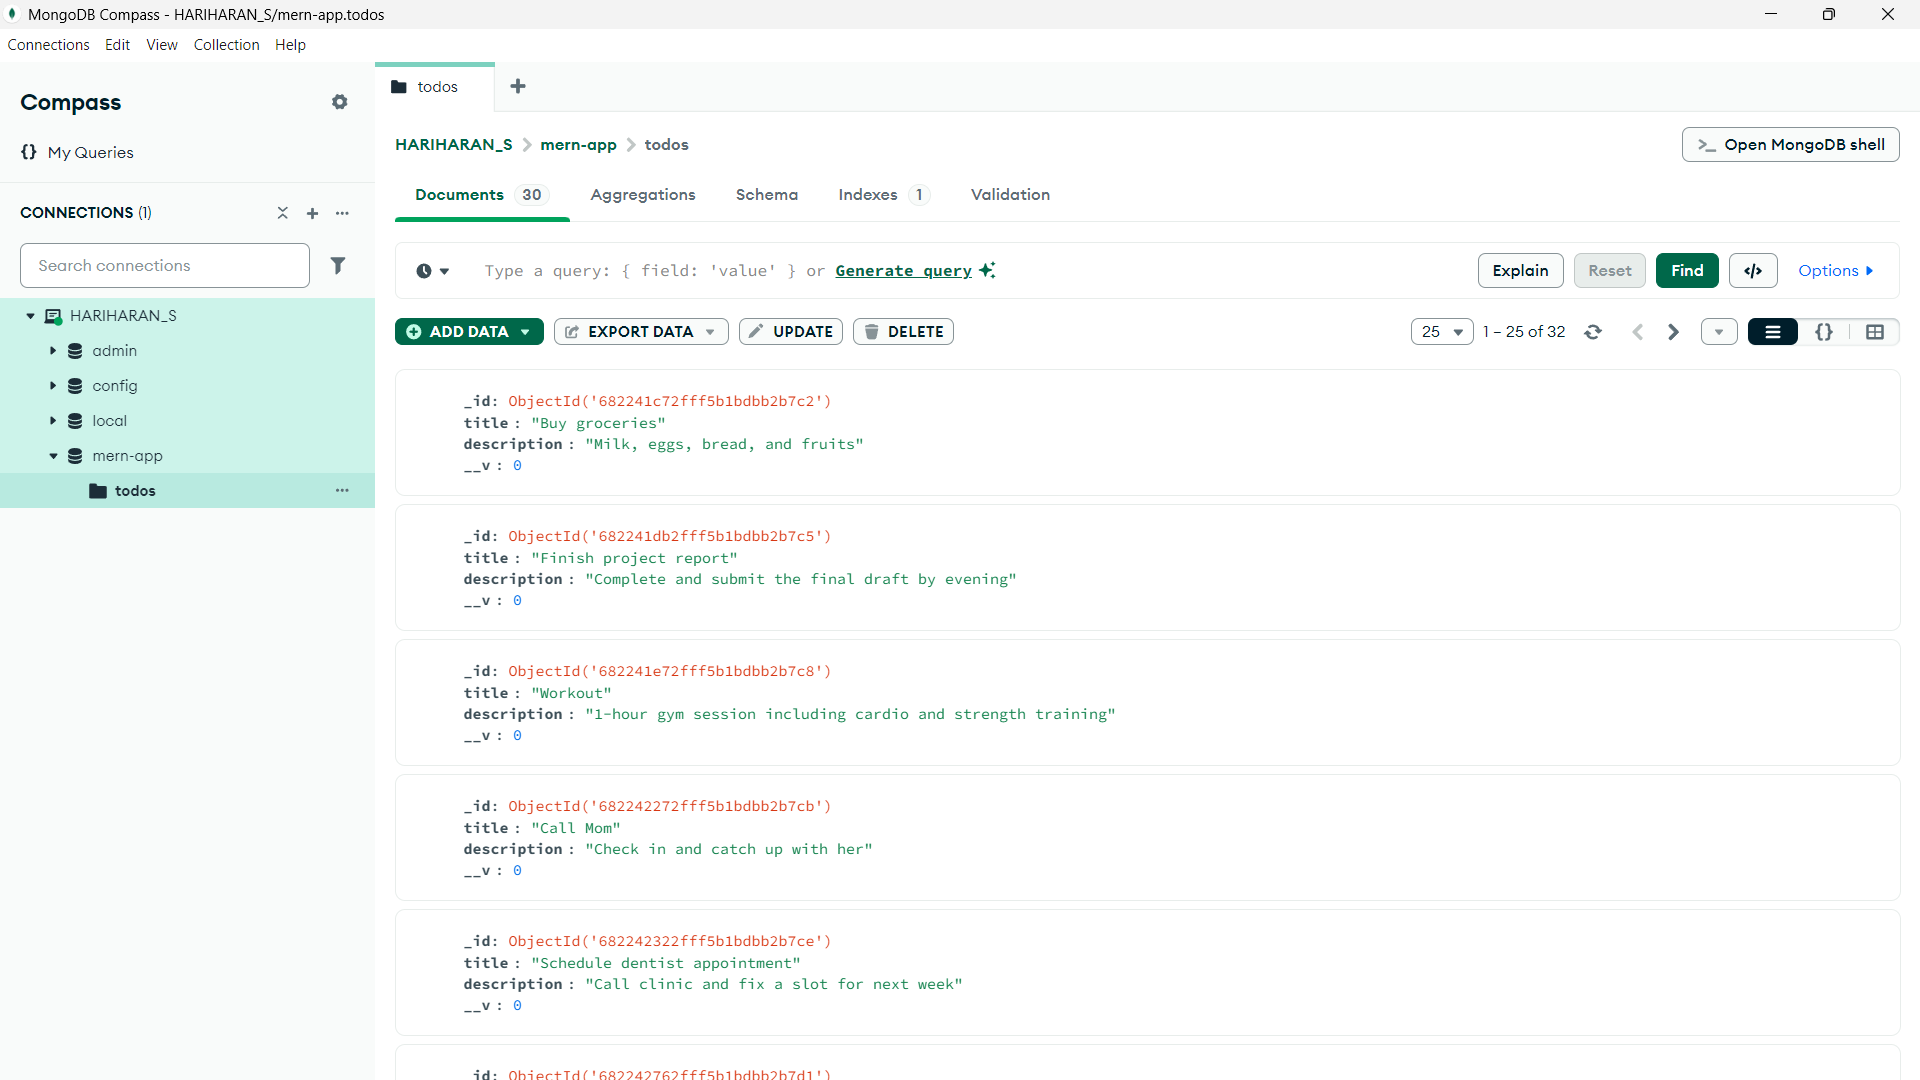 MongoDB Compass - HARIHARAN_S/mern-app.todos
Connections Edit View Collection Help
Compass
{} My Queries
CONNECTIONS (1)
Search connections
HARIHARAN_S
admin
config
local
mern-app
todos
todos
HARIHARAN_S > mern-app > todos
>_ Open MongoDB shell
Documents 30 Aggregations Schema Indexes 1 Validation
Type a query: { field: 'value' } or Generate query
Explain Reset Find </> Options
ADD DATA EXPORT DATA UPDATE DELETE
25 1 – 25 of 32 {}
_id: ObjectId('682241c72fff5b1bdbb2b7c2')
title : "Buy groceries"
description : "Milk, eggs, bread, and fruits"
__v : 0
_id: ObjectId('682241db2fff5b1bdbb2b7c5')
title : "Finish project report"
description : "Complete and submit the final draft by evening"
__v : 0
_id: ObjectId('682241e72fff5b1bdbb2b7c8')
title : "Workout"
description : "1-hour gym session including cardio and strength training"
__v : 0
_id: ObjectId('682242272fff5b1bdbb2b7cb')
title : "Call Mom"
description : "Check in and catch up with her"
__v : 0
_id: ObjectId('682242322fff5b1bdbb2b7ce')
title : "Schedule dentist appointment"
description : "Call clinic and fix a slot for next week"
__v : 0
_id: ObjectId('682242762fff5b1bdbb2b7d1')